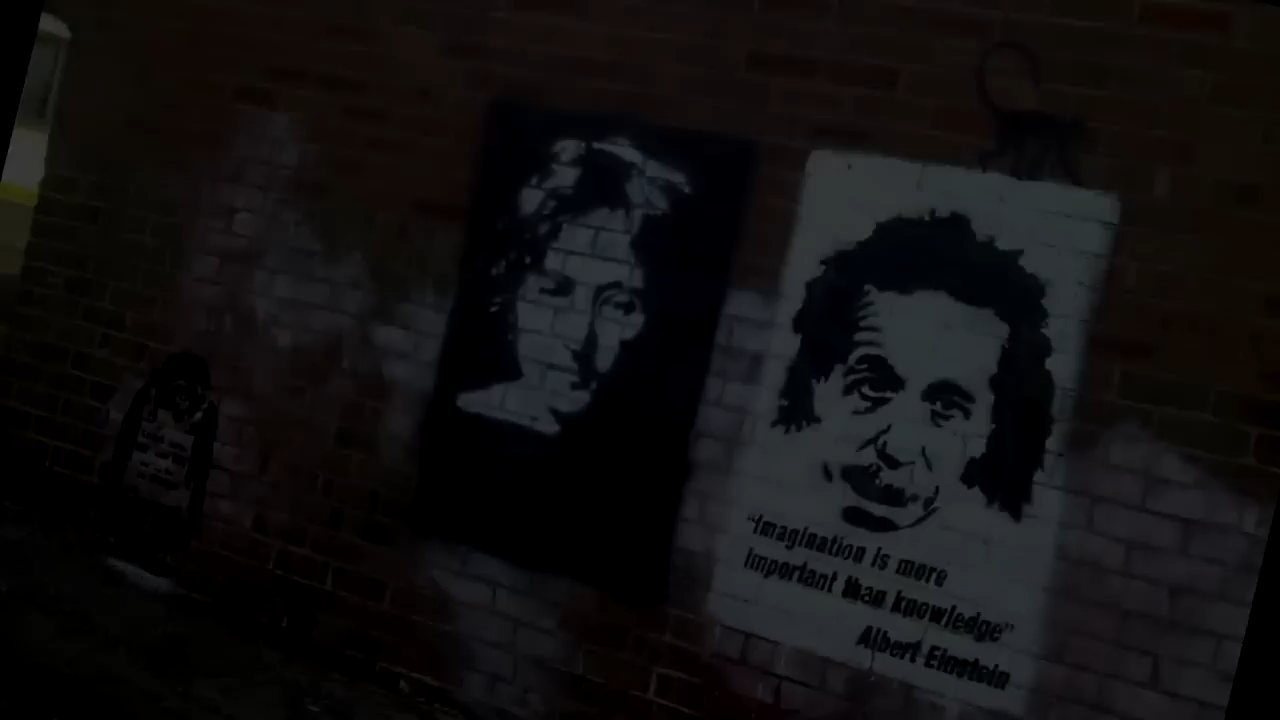 "Imagination is more
important than knowledge"
Albert Einstein